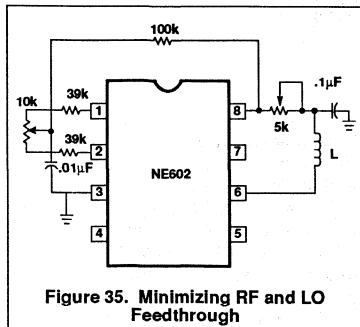 100k
10k
39k
39k
.01µF
1
2
3
4
NE602
8
7
6
5
5k
.1µF
L
Figure 35. Minimizing RF and LO
Feedthrough